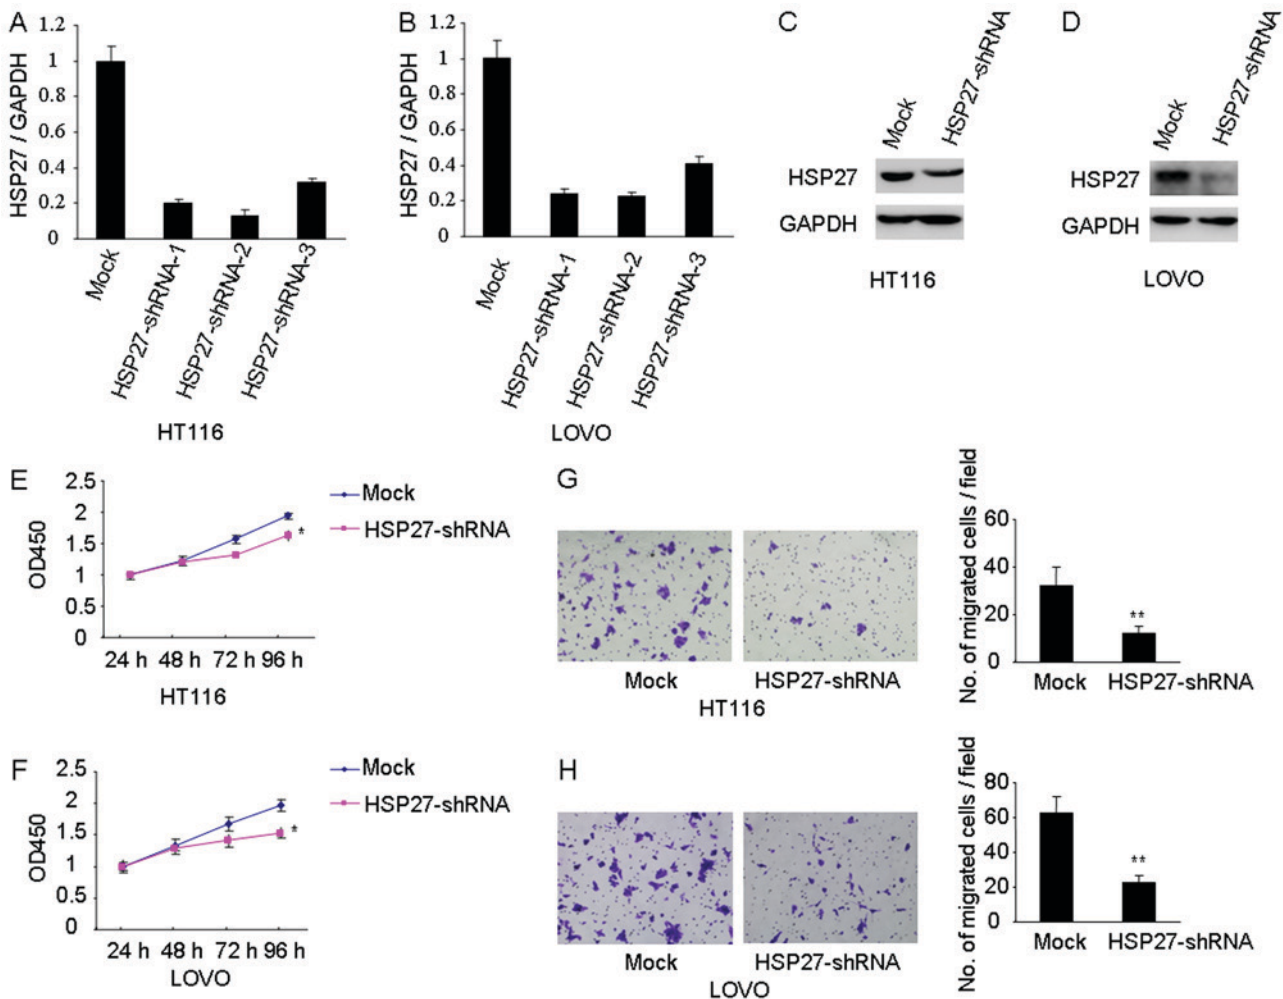 A
HSP27 / GAPDH
1.2
1
0.8
0.6
0.4
0.2
0
Mock
HSP27-shRNA-1
HSP27-shRNA-2
HSP27-shRNA-3
HT116
B
HSP27 / GAPDH
1.2
1
0.8
0.6
0.4
0.2
0
Mock
HSP27-shRNA-1
HSP27-shRNA-2
HSP27-shRNA-3
LOVO
C
Mock
HSP27-shRNA
HSP27
GAPDH
HT116
D
Mock
HSP27-shRNA
HSP27
GAPDH
LOVO
E
OD450
2.5
2
1.5
1
0.5
0
24 h 48 h 72 h 96 h
HT116
Mock
HSP27-shRNA
*
F
OD450
2.5
2
1.5
1
0.5
0
24 h 48 h 72 h 96 h
LOVO
Mock
HSP27-shRNA
*
G
Mock
HSP27-shRNA
HT116
No. of migrated cells / field
60
40
20
0
**
Mock
HSP27-shRNA
H
Mock
HSP27-shRNA
LOVO
No. of migrated cells / field
80
60
40
20
0
**
Mock
HSP27-shRNA